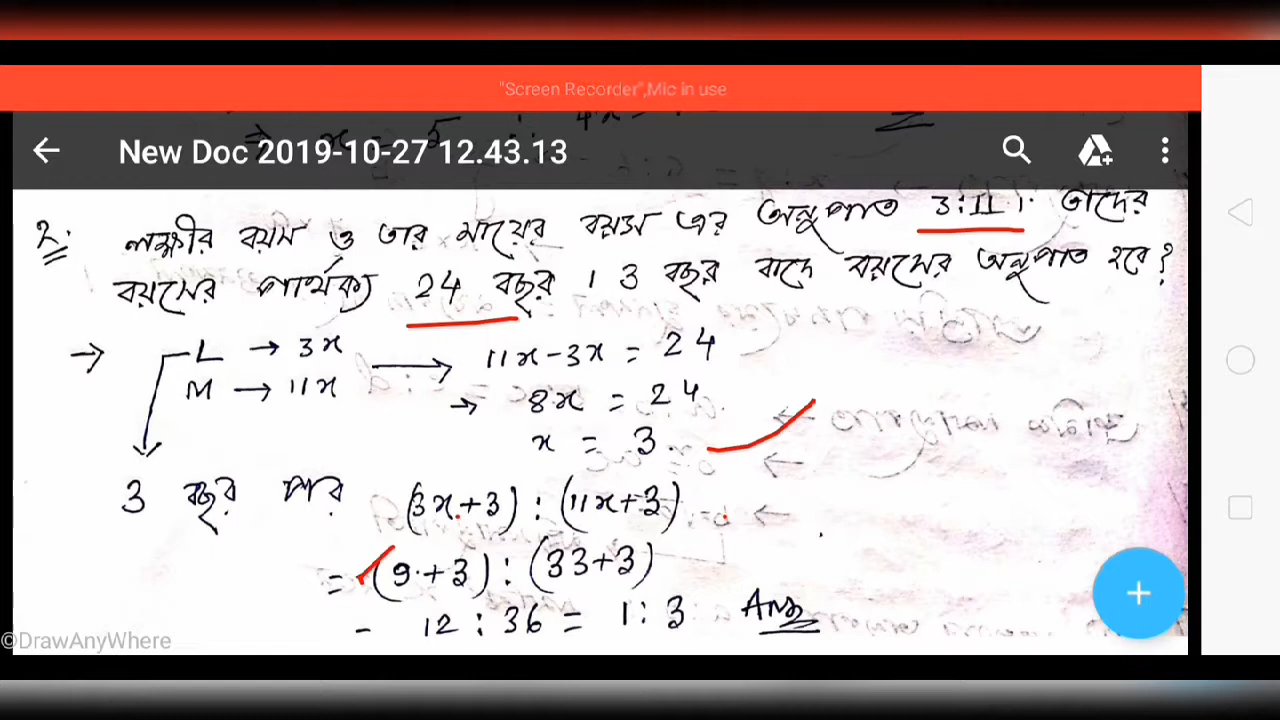 "Screen Recorder",Mic in use
New Doc 2019-10-27 12.43.13
২. লক্ষীর বয়স ও তার মায়ের বয়স এর অনুপাত 3:11। তাদের
বয়সের পার্থক্য 24 বছর । 3 বছর বাদে বয়সের অনুপাত হবে?
→ L → 3x → 11x-3x = 24
M → 11x → 8x = 24
x = 3
3 বছর পর (3x+3) : (11x+3)
= (9+3) : (33+3)
= 12 : 36 = 1 : 3 Ans
©DrawAnyWhere